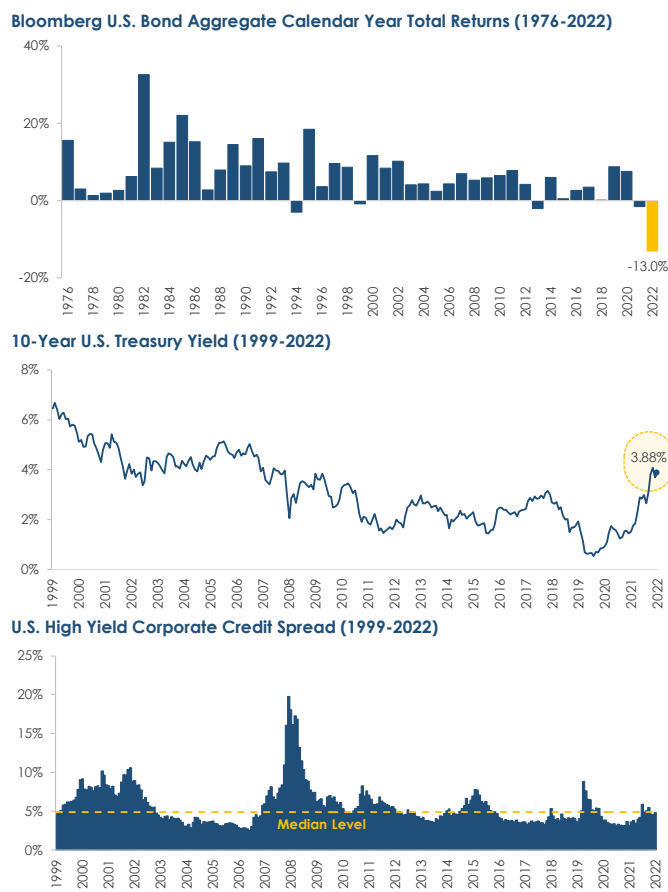 Bloomberg U.S. Bond Aggregate Calendar Year Total Returns (1976-2022)
40%
20%
0%
-20%
-13.0%
1976 1978 1980 1982 1984 1986 1988 1990 1992 1994 1996 1998 2000 2002 2004 2006 2008 2010 2012 2014 2016 2018 2020 2022
10-Year U.S. Treasury Yield (1999-2022)
8%
6%
4%
2%
0%
3.88%
1999 2000 2001 2002 2003 2004 2005 2006 2007 2008 2009 2010 2011 2012 2013 2014 2015 2016 2017 2018 2019 2020 2021 2022
U.S. High Yield Corporate Credit Spread (1999-2022)
25%
20%
15%
10%
5%
0%
Median Level
1999 2000 2001 2002 2003 2004 2005 2006 2007 2008 2009 2010 2011 2012 2013 2014 2015 2016 2017 2018 2019 2020 2021 2022